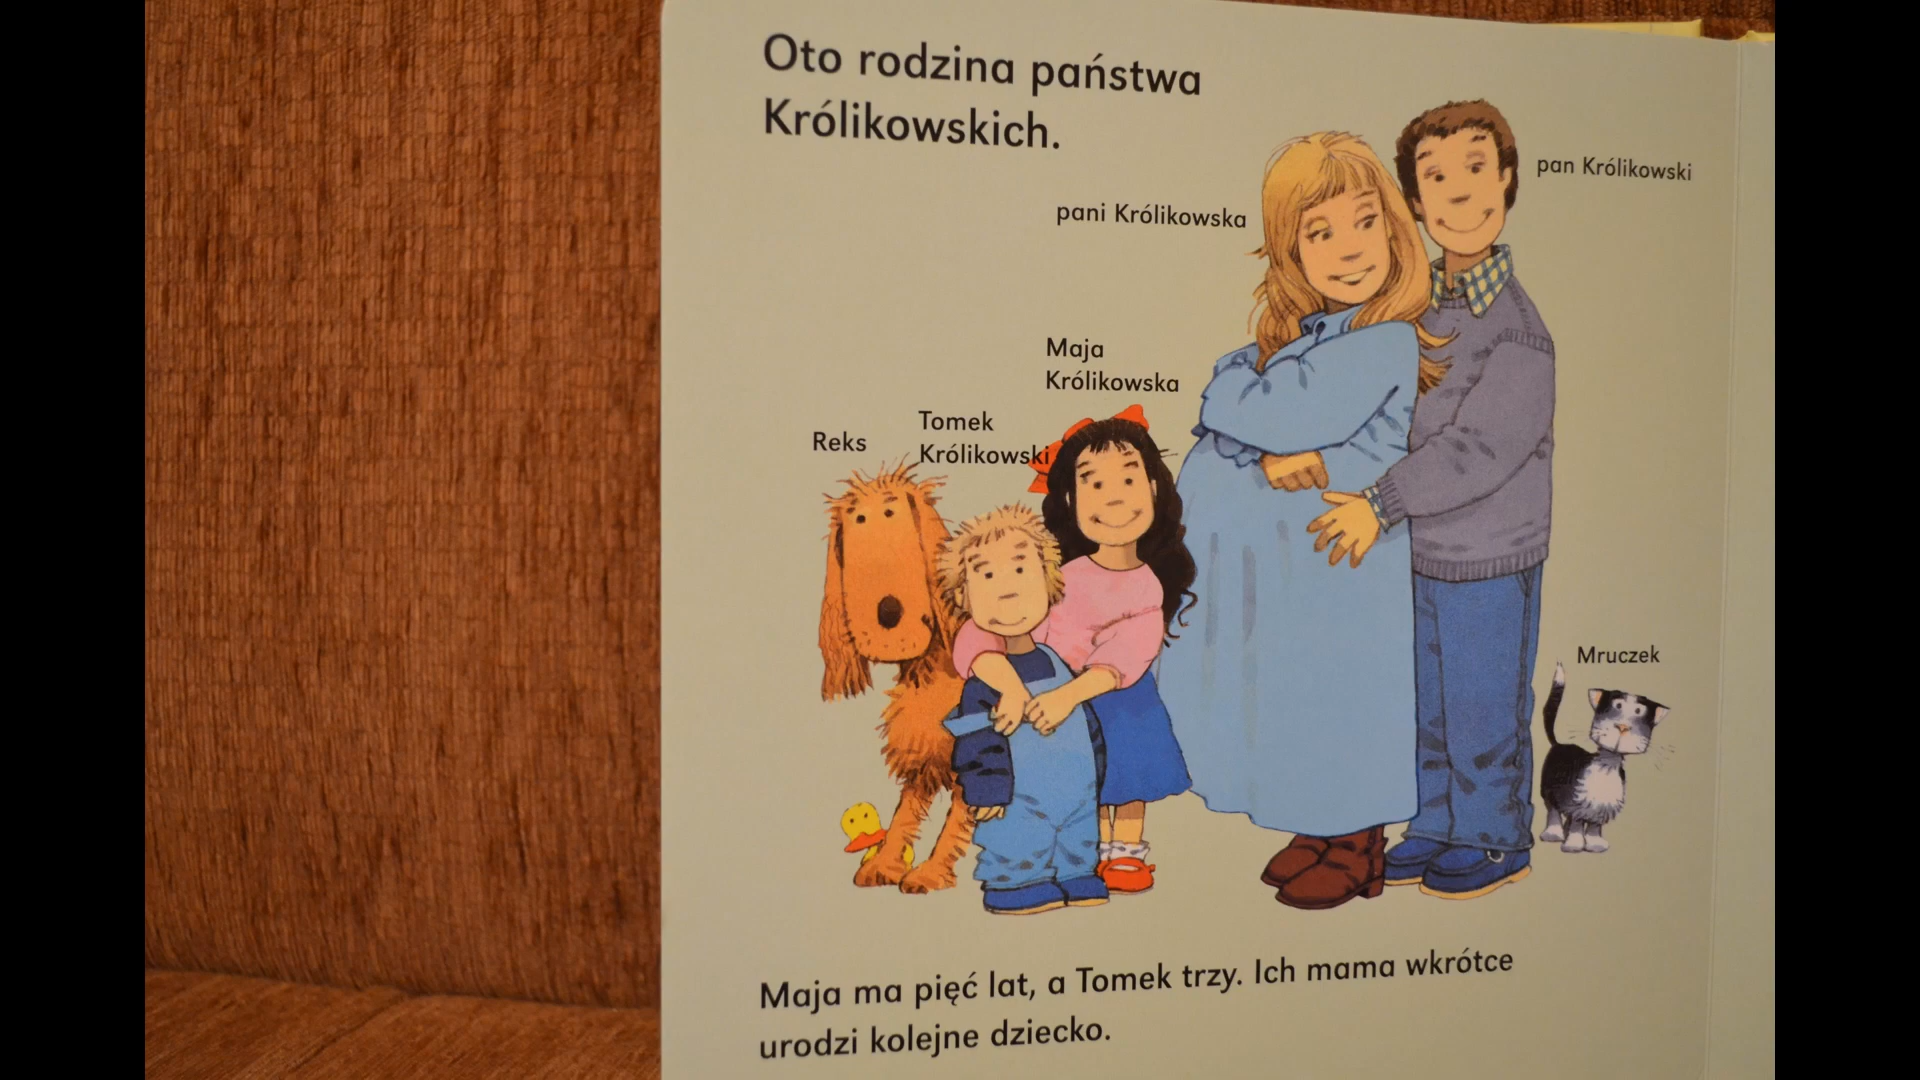 Oto rodzina państwa
Królikowskich.
pan Królikowski
pani Królikowska
Maja
Królikowska
Tomek
Królikowski
Reks
Mruczek
Maja ma pięć lat, a Tomek trzy. Ich mama wkrótce
urodzi kolejne dziecko.